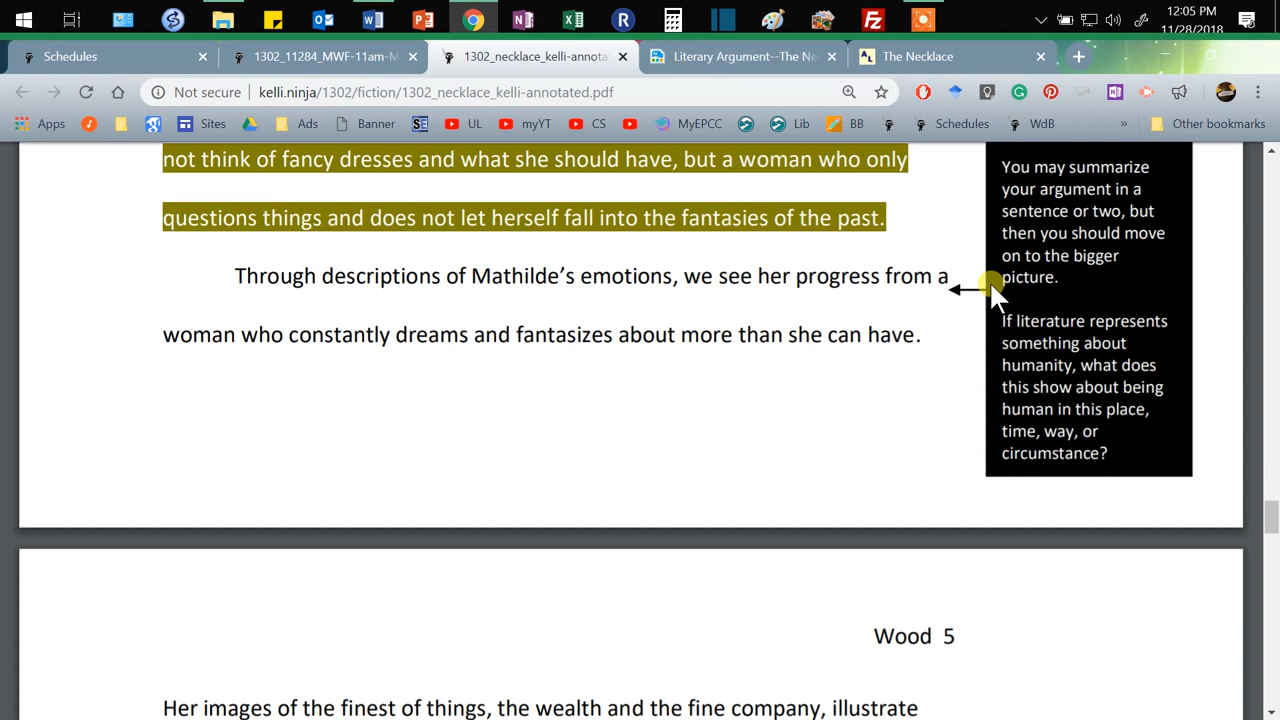 12:05 PM
11/28/2018
Schedules
1302_11284_MWF-11am-M
1302_necklace_kelli-annotat
Literary Argument--The Ne
The Necklace
Not secure
kelli.ninja/1302/fiction/1302_necklace_kelli-annotated.pdf
Apps
Sites
Ads
Banner
UL
myYT
CS
MyEPCC
Lib
BB
Schedules
WdB
Other bookmarks
not think of fancy dresses and what she should have, but a woman who only
questions things and does not let herself fall into the fantasies of the past.
Through descriptions of Mathilde’s emotions, we see her progress from a
woman who constantly dreams and fantasizes about more than she can have.
You may summarize
your argument in a
sentence or two, but
then you should move
on to the bigger
picture.
If literature represents
something about
humanity, what does
this show about being
human in this place,
time, way, or
circumstance?
Wood 5
Her images of the finest of things, the wealth and the fine company, illustrate